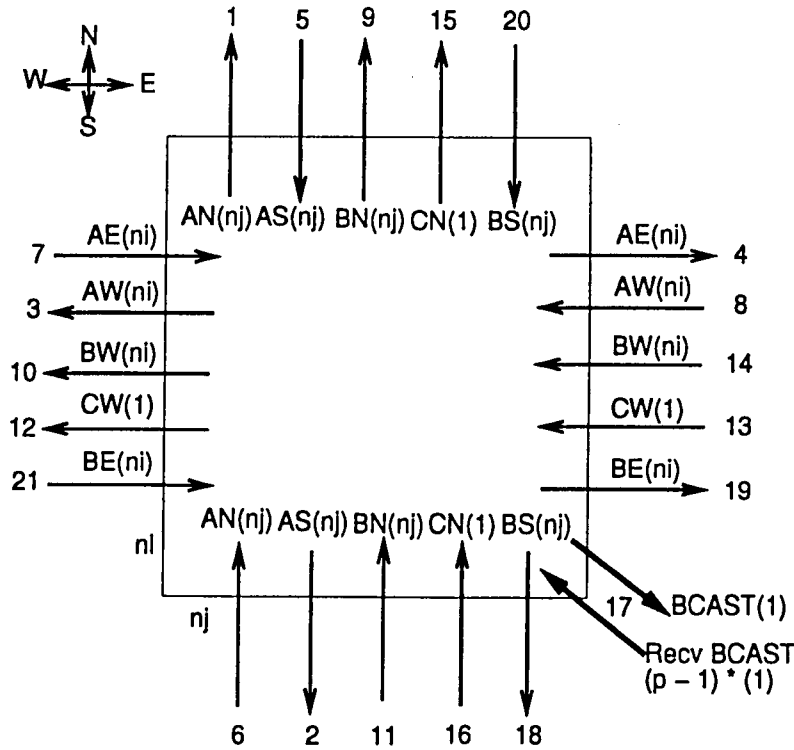 1 5 9 15 20
N
W E
S
AN(nj) AS(nj) BN(nj) CN(1) BS(nj)
7 AE(ni) AE(ni) 4
3 AW(ni) AW(ni) 8
10 BW(ni) BW(ni) 14
12 CW(1) CW(1) 13
21 BE(ni) BE(ni) 19
AN(nj) AS(nj) BN(nj) CN(1) BS(nj)
nl
nj
17 BCAST(1)
Recv BCAST
(p – 1) * (1)
6 2 11 16 18